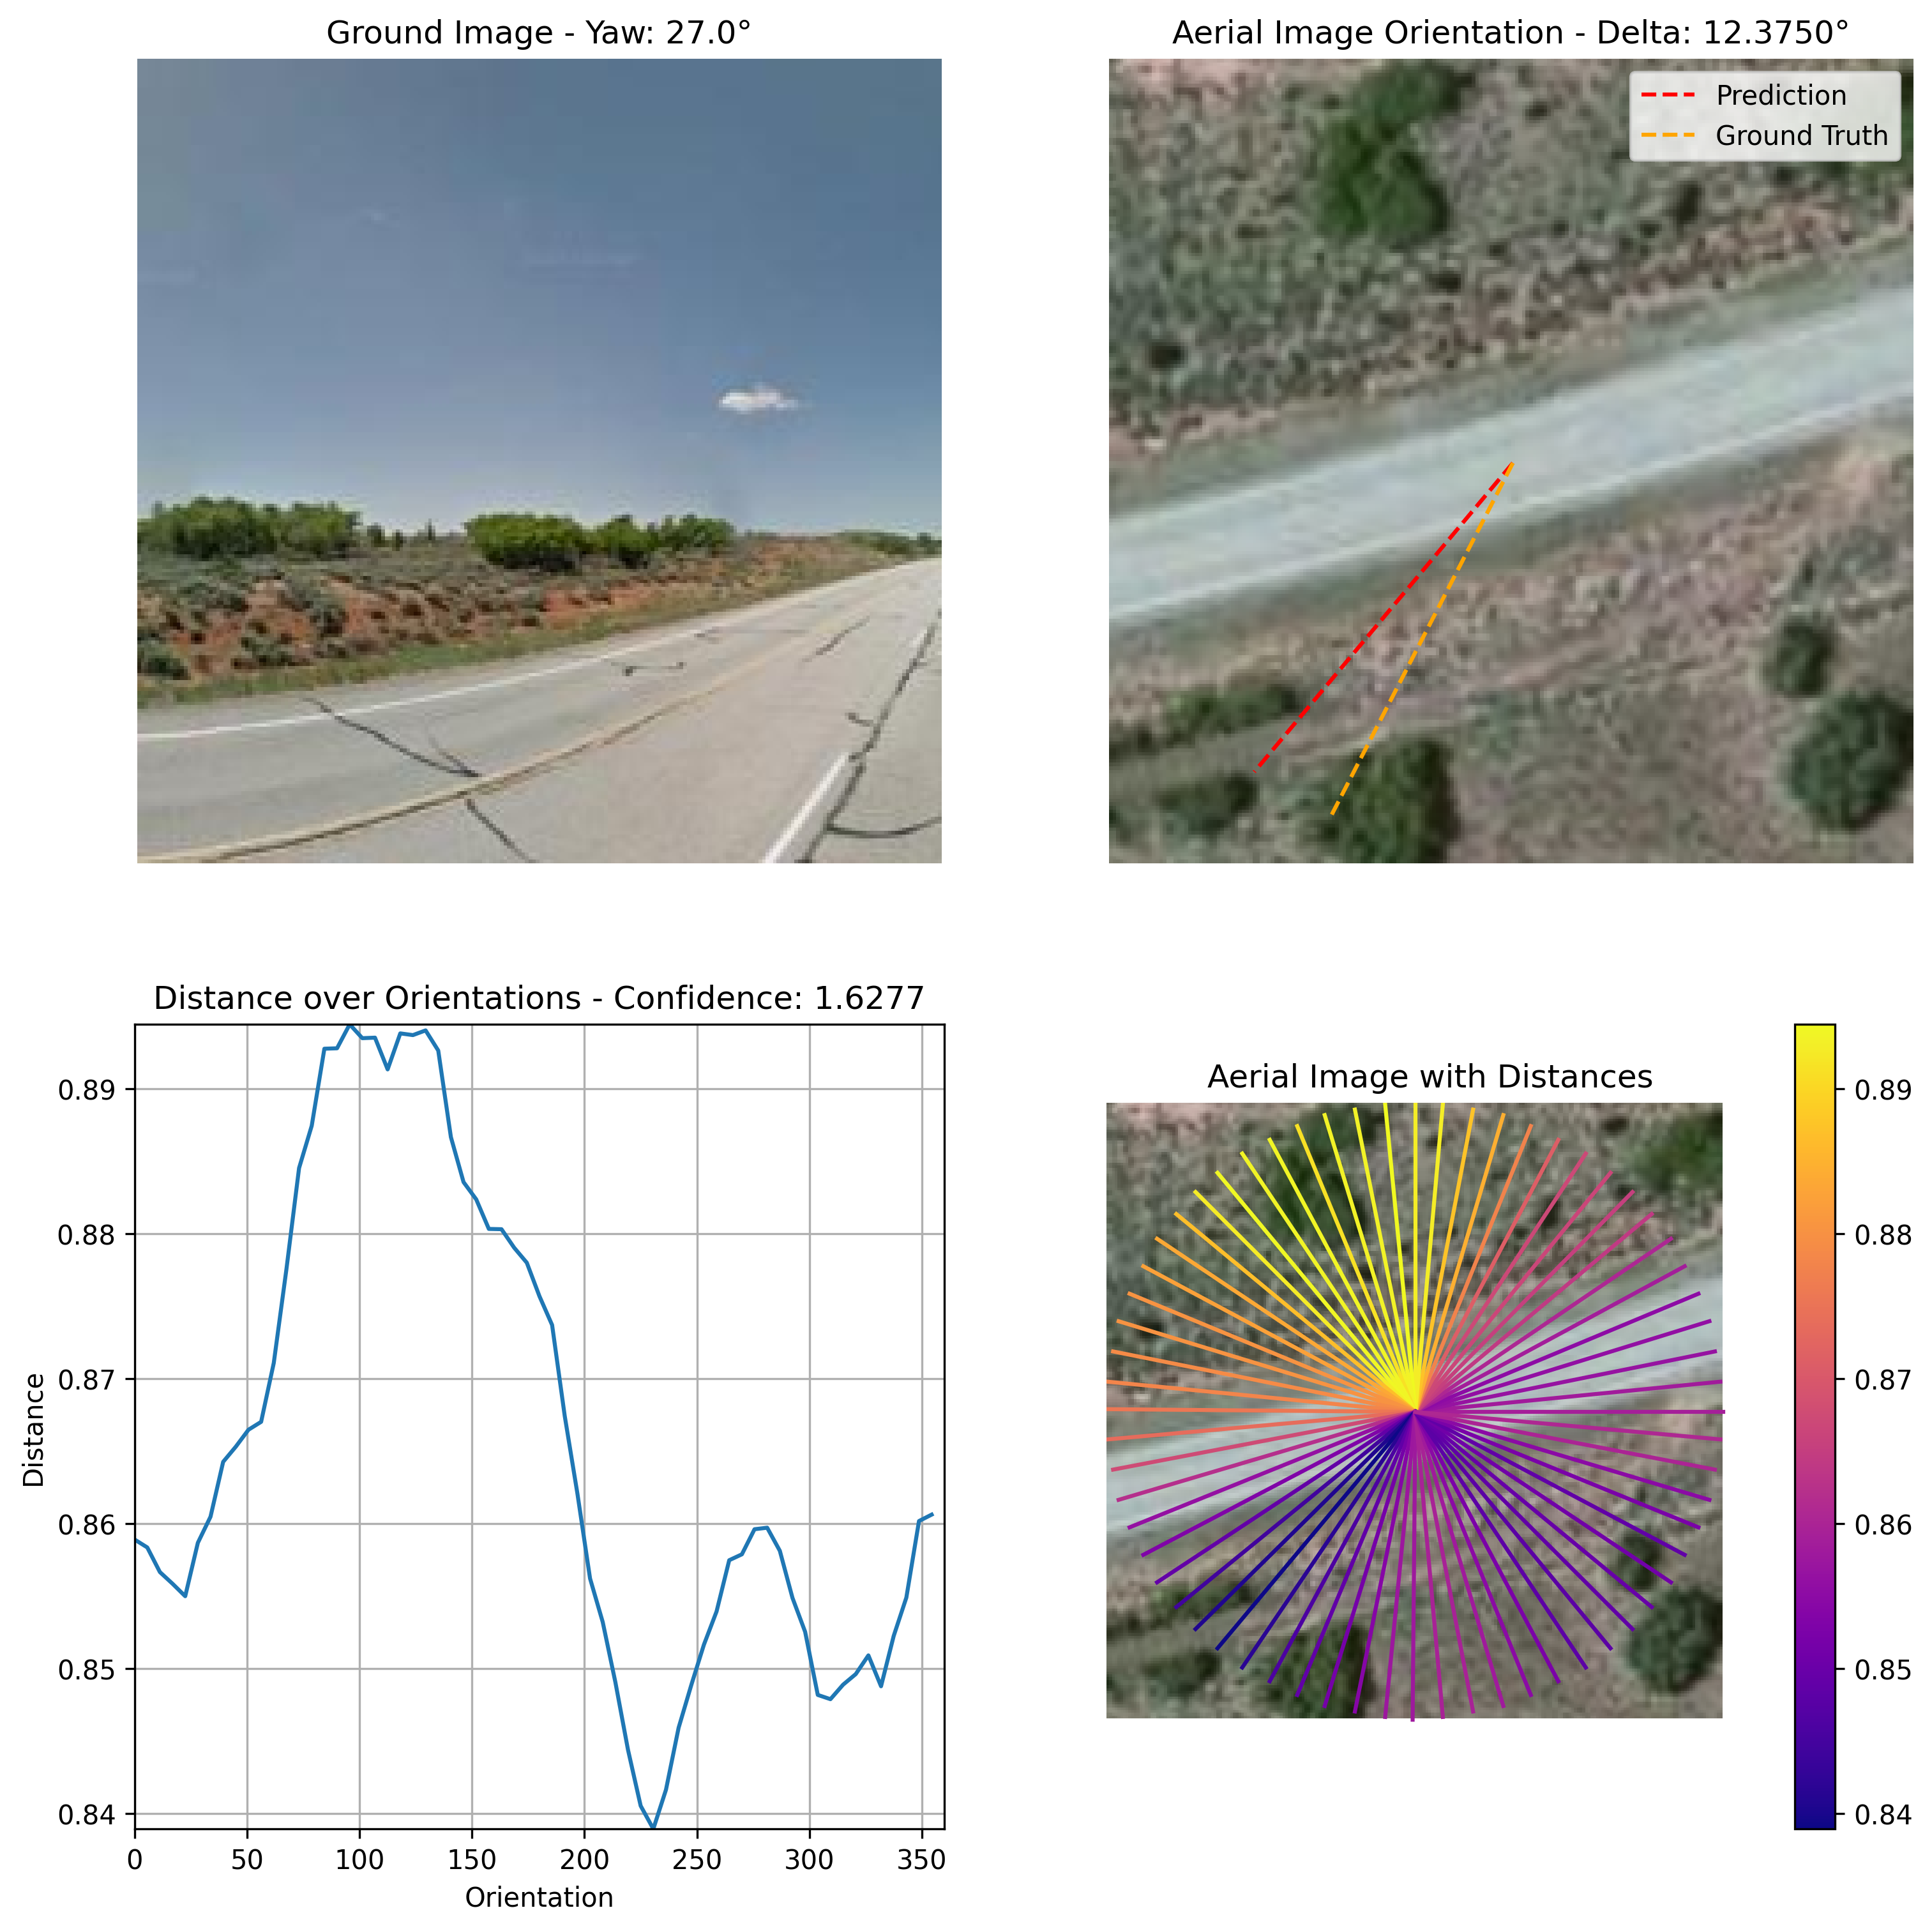 Ground Image - Yaw: 27.0°
Aerial Image Orientation - Delta: 12.3750°
Prediction
Ground Truth
Distance over Orientations - Confidence: 1.6277
0.89
0.88
0.87
0.86
0.85
0.84
Distance
0
50
100
150
200
250
300
350
Orientation
Aerial Image with Distances
0.89
0.88
0.87
0.86
0.85
0.84